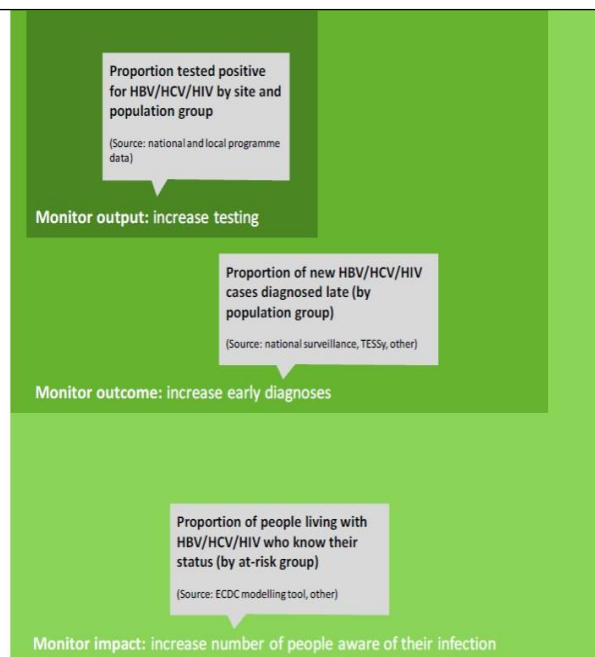 Proportion tested positive
for HBV/HCV/HIV by site and
population group
(Source: national and local programme
data)
Monitor output: increase testing
Proportion of new HBV/HCV/HIV
cases diagnosed late (by
population group)
(Source: national surveillance, TESSy, other)
Monitor outcome: increase early diagnoses
Proportion of people living with
HBV/HCV/HIV who know their
status (by at-risk group)
(Source: ECDC modelling tool, other)
Monitor impact: increase number of people aware of their infection